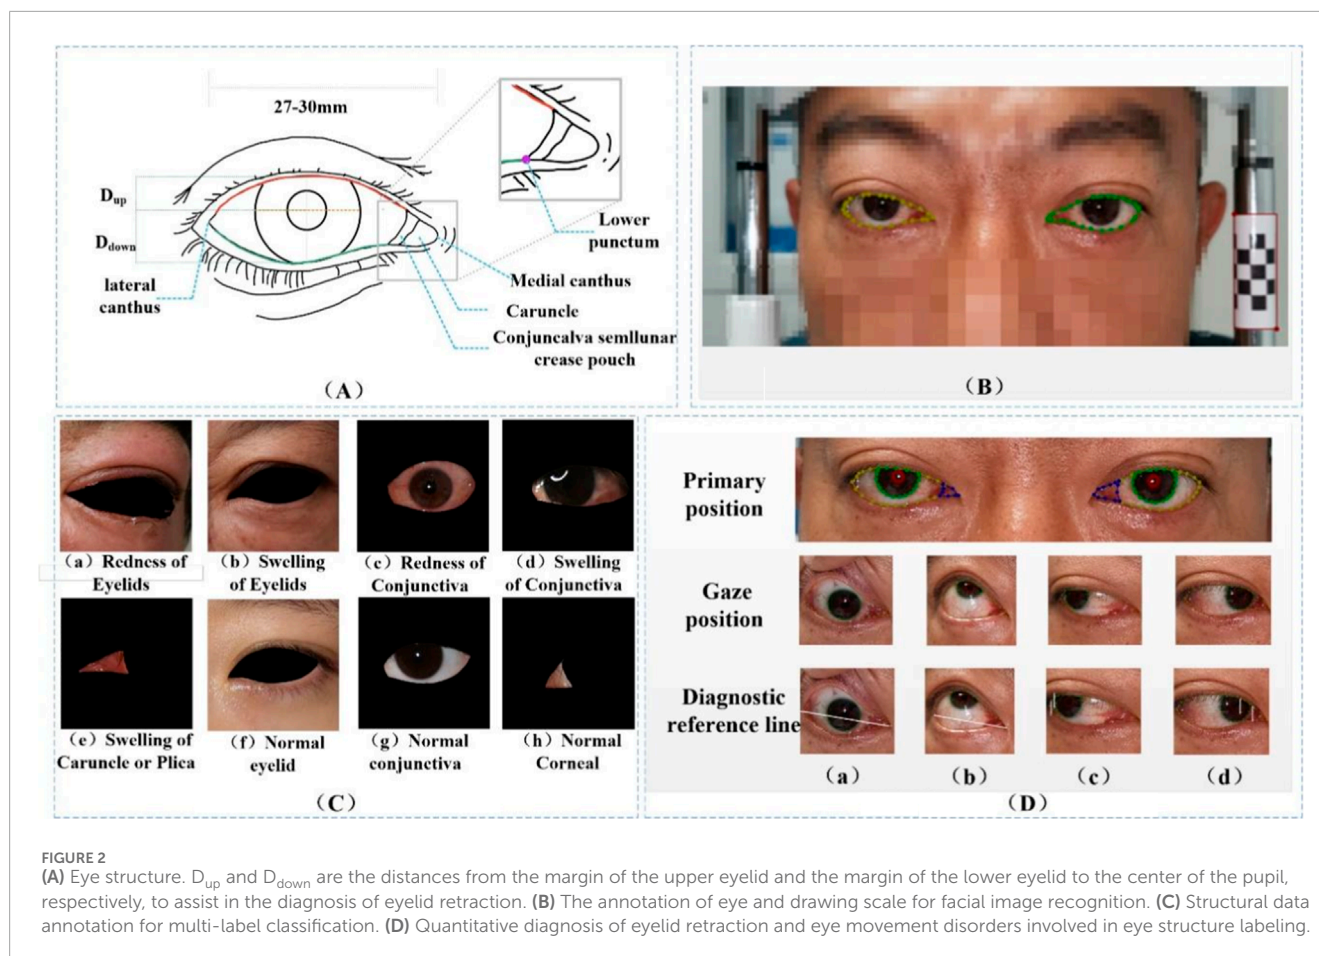 27-30mm
Dup
Ddown
lateral
canthus
Lower
punctum
Medial canthus
Caruncle
Conjuncalva semllunar
crease pouch
(A)
(B)
(a) Redness of
Eyelids
(b) Swelling
of Eyelids
(c) Redness of
Conjunctiva
(d) Swelling
of Conjunctiva
(e) Swelling of
Caruncle or Plica
(f) Normal
eyelid
(g) Normal
conjunctiva
(h) Normal
Corneal
(C)
Primary
position
Gaze
position
Diagnostic
reference line
(a)
(b)
(c)
(d)
(D)
FIGURE 2
(A) Eye structure. Dup and Ddown are the distances from the margin of the upper eyelid and the margin of the lower eyelid to the center of the pupil,
respectively, to assist in the diagnosis of eyelid retraction. (B) The annotation of eye and drawing scale for facial image recognition. (C) Structural data
annotation for multi-label classification. (D) Quantitative diagnosis of eyelid retraction and eye movement disorders involved in eye structure labeling.